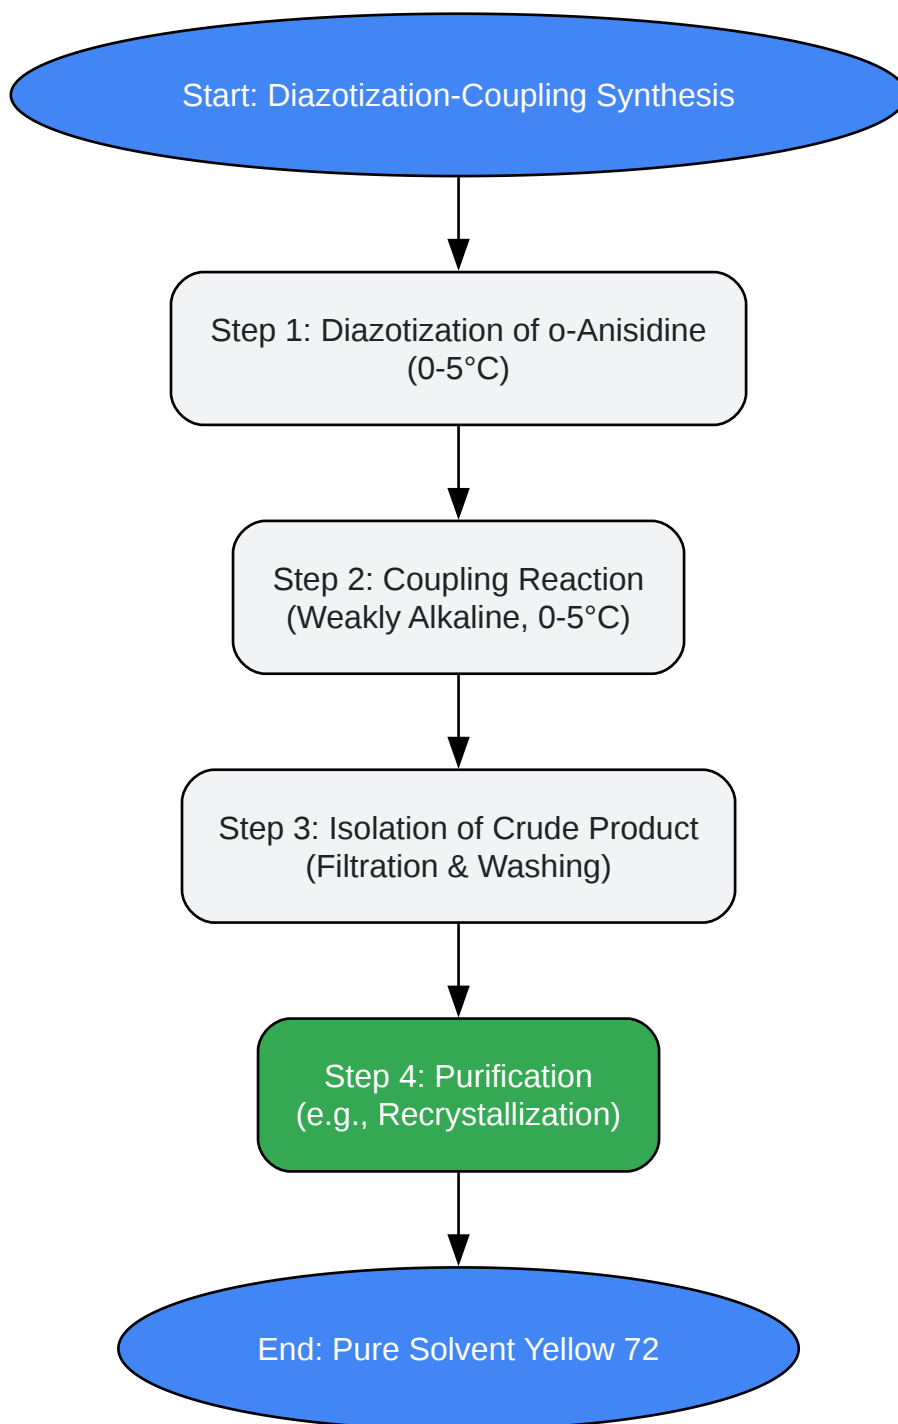 Start: Diazotization-Coupling Synthesis
Step 1: Diazotization of o-Anisidine
(0-5°C)
Step 2: Coupling Reaction
(Weakly Alkaline, 0-5°C)
Step 3: Isolation of Crude Product
(Filtration & Washing)
Step 4: Purification
(e.g., Recrystallization)
End: Pure Solvent Yellow 72